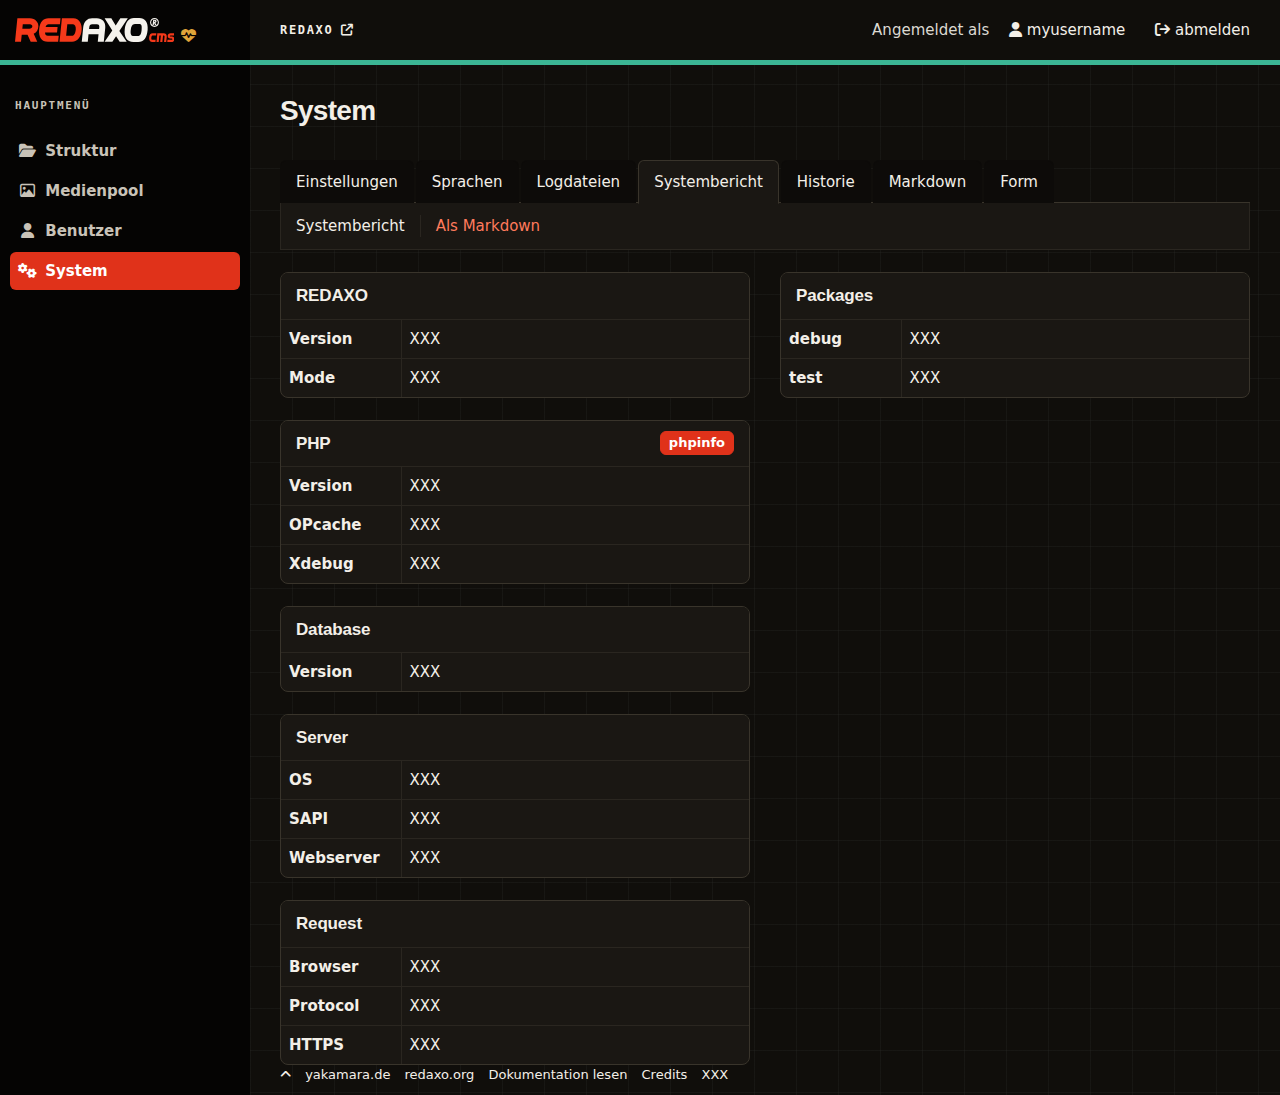 REDAXO® cms
REDAXO
Angemeldet als myusername abmelden
HAUPTMENÜ
Struktur
Medienpool
Benutzer
System
System
Einstellungen Sprachen Logdateien Systembericht Historie Markdown Form
Systembericht Als Markdown
REDAXO
Version XXX
Mode XXX
Packages
debug XXX
test XXX
PHP phpinfo
Version XXX
OPcache XXX
Xdebug XXX
Database
Version XXX
Server
OS XXX
SAPI XXX
Webserver XXX
Request
Browser XXX
Protocol XXX
HTTPS XXX
yakamara.de redaxo.org Dokumentation lesen Credits XXX